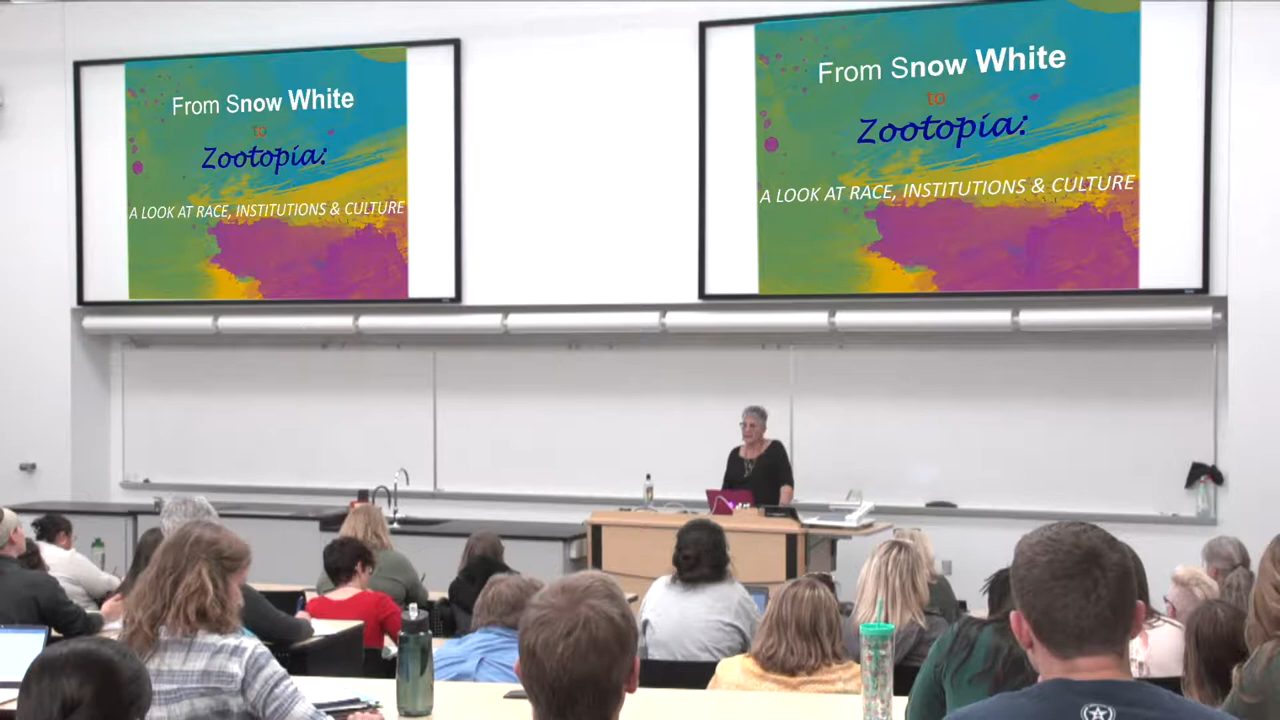 From Snow White
to
Zootopia:
A LOOK AT RACE, INSTITUTIONS & CULTURE
From Snow White
to
Zootopia:
A LOOK AT RACE, INSTITUTIONS & CULTURE